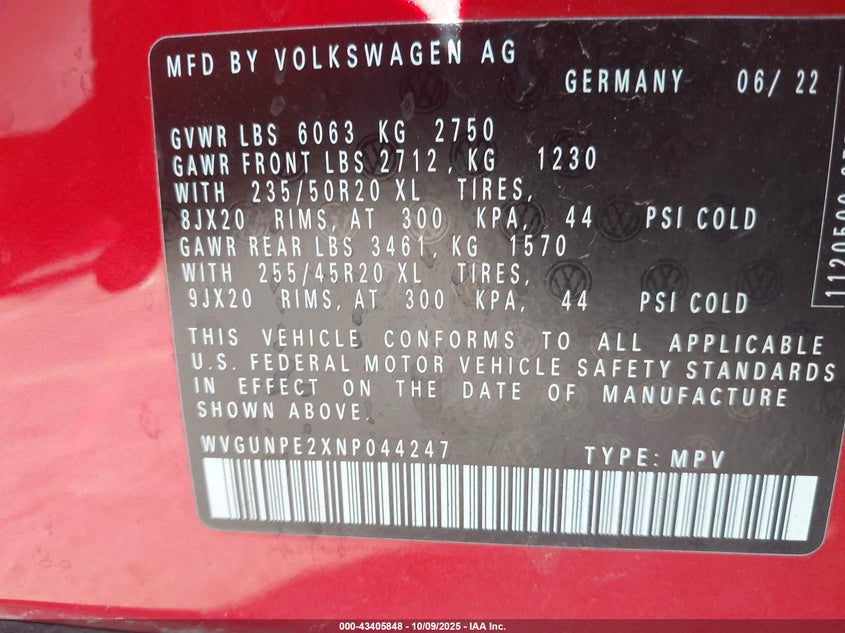 MFD BY VOLKSWAGEN AG
GERMANY 06/ 22
GVWR LBS 6063 KG 2750
GAWR FRONT LBS 2712, KG 1230
WITH 235/50R20 XL TIRES,
8JX20 RIMS, AT 300 KPA, 44 PSI COLD
GAWR REAR LBS 3461, KG 1570
WITH 255/45R20 XL TIRES,
9JX20 RIMS, AT 300 KPA, 44 PSI COLD
THIS VEHICLE CONFORMS TO ALL APPLICABLE
U.S. FEDERAL MOTOR VEHICLE SAFETY STANDARDS
IN EFFECT ON THE DATE OF MANUFACTURE
SHOWN ABOVE.
WVGUNPE2XNP044247 TYPE: MPV
000-43405848 - 10/09/2025 - IAA Inc.